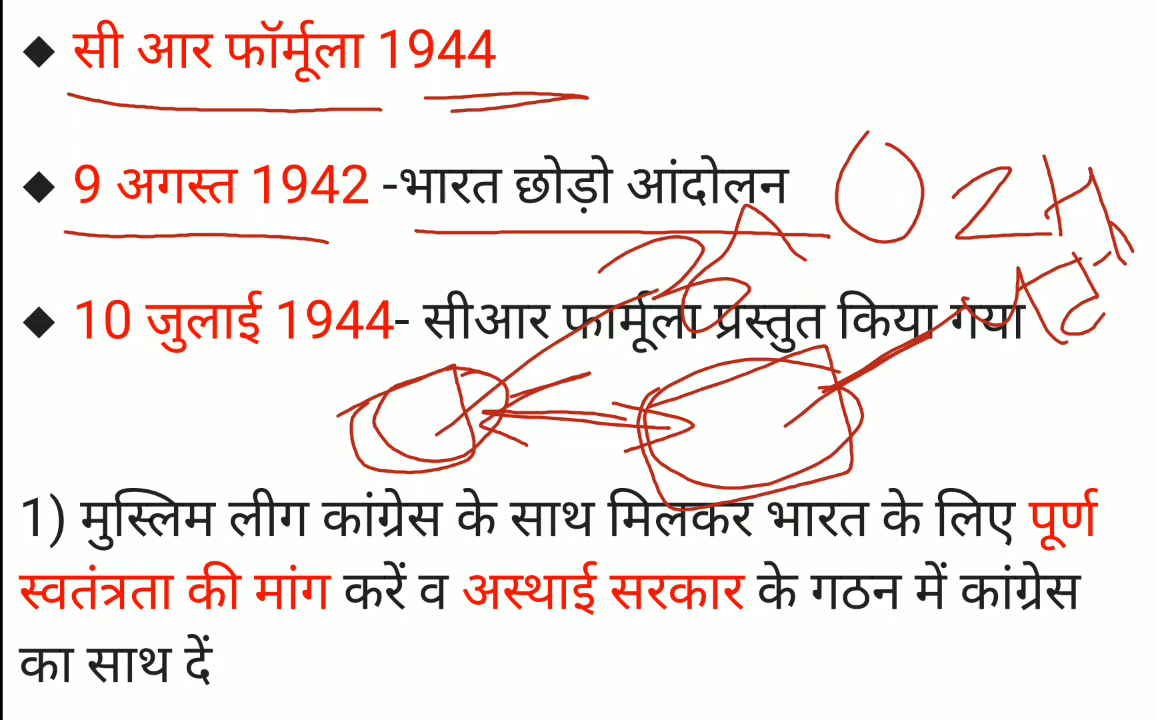 ◆ सी आर फॉर्मूला 1944
◆ 9 अगस्त 1942 -भारत छोड़ो आंदोलन
◆ 10 जुलाई 1944- सीआर फार्मूला प्रस्तुत किया गया
1) मुस्लिम लीग कांग्रेस के साथ मिलकर भारत के लिए पूर्ण
स्वतंत्रता की मांग करें व अस्थाई सरकार के गठन में कांग्रेस
का साथ दें